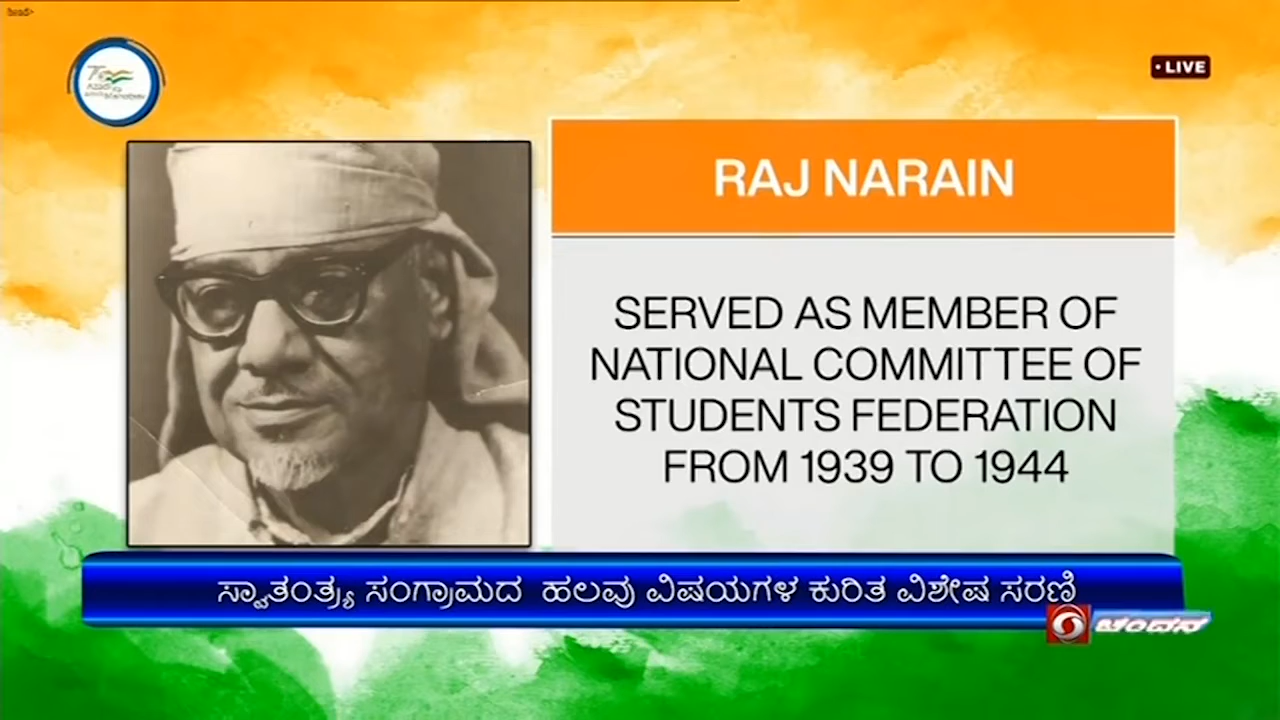 LIVE
RAJ NARAIN
SERVED AS MEMBER OF
NATIONAL COMMITTEE OF
STUDENTS FEDERATION
FROM 1939 TO 1944
ಸ್ವಾತಂತ್ರ್ಯ ಸಂಗ್ರಾಮದ ಹಲವು ವಿಷಯಗಳ ಕುರಿತ ವಿಶೇಷ ಸರಣಿ
ಚಂದನ